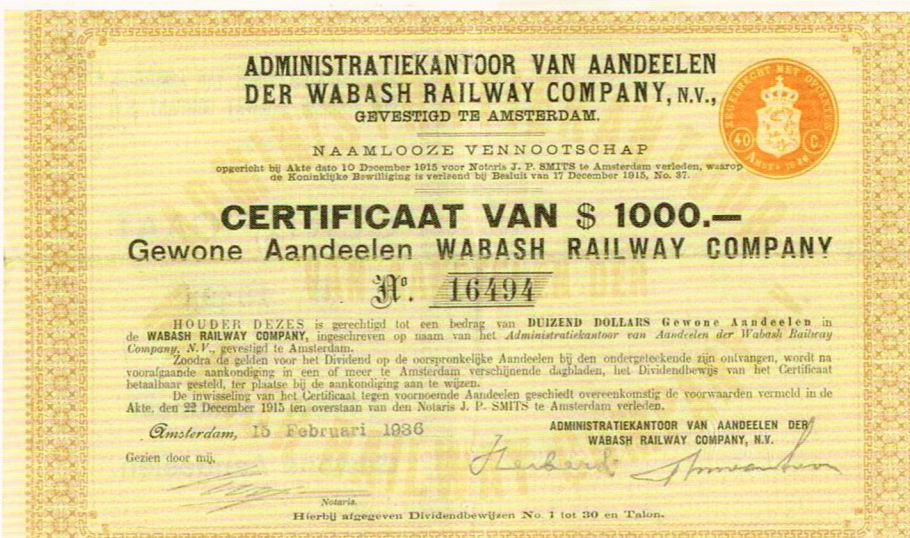 ADMINISTRATIEKANTOOR VAN AANDEELEN
DER WABASH RAILWAY COMPANY, N.V.,
GEVESTIGD TE AMSTERDAM.
ZEGELRECHT MET OPCENTEN
40 C.
NAAMLOOZE VENNOOTSCHAP
opgericht bij Akte dato 10 December 1915 voor Notaris J. P. SMITS te Amsterdam verleden, waarop
de Koninklijke Bewilliging is verleend bij Besluit van 17 December 1915, No. 37.
CERTIFICAAT VAN $ 1000.—
Gewone Aandeelen WABASH RAILWAY COMPANY
No. 16494
HOUDER DEZES is gerechtigd tot een bedrag van DUIZEND DOLLARS Gewone Aandeelen in
de WABASH RAILWAY COMPANY, ingeschreven op naam van het Administratiekantoor van Aandeelen der Wabash Railway
Company, N.V., gevestigd te Amsterdam.
Zoodra de gelden voor het Dividend op de oorspronkelijke Aandeelen bij den ondergeteekende zijn ontvangen, wordt na
voorafgaande aankondiging in een of meer te Amsterdam verschijnende dagbladen, het Dividendbewijs van het Certificaat
betaalbaar gesteld, ter plaatse bij de aankondiging aan te wijzen.
De inwisseling van het Certificaat tegen voornoemde Aandeelen geschiedt overeenkomstig de voorwaarden vermeld in de
Akte, den 22 December 1915 ten overstaan van den Notaris J. P. SMITS te Amsterdam verleden.
Amsterdam, 15 Februari 1936
ADMINISTRATIEKANTOOR VAN AANDEELEN DER
WABASH RAILWAY COMPANY, N.V.
Gezien door mij,
Notaris.
Hierbij afgegeven Dividendbewijzen No. 1 tot 30 en Talon.